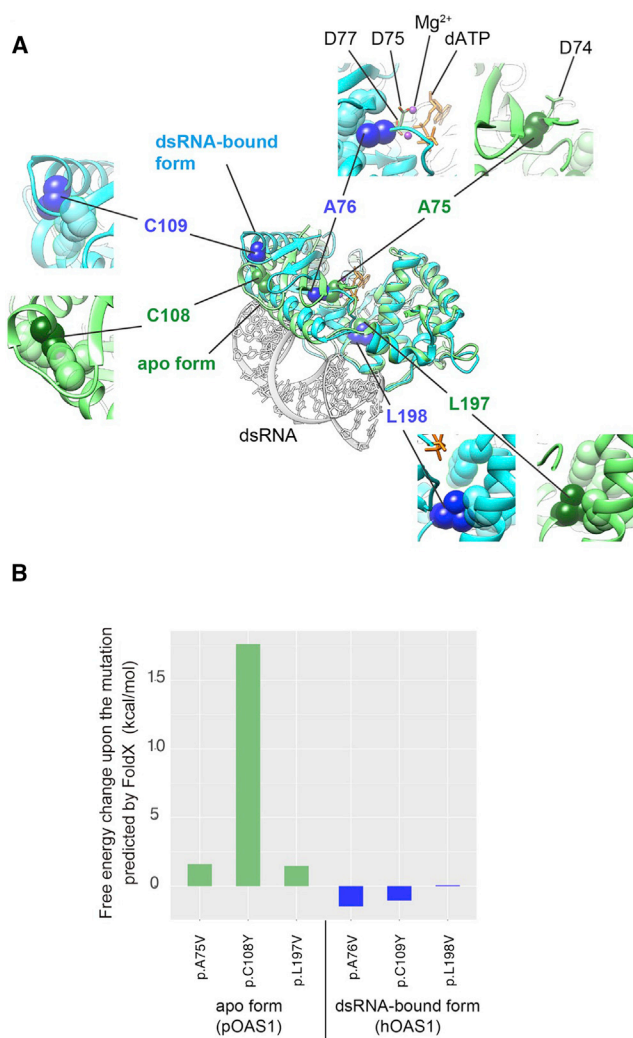 A
D77
D75
Mg²⁺
dATP
D74
dsRNA-bound
form
C109
A76
A75
C108
apo form
dsRNA
L198
L197
B
Free energy change upon the mutation
predicted by FoldX (kcal/mol)
15
10
5
0
p.A75V
p.C108Y
p.L197V
p.A76V
p.C109Y
p.L198V
apo form
(pOAS1)
dsRNA-bound form
(hOAS1)